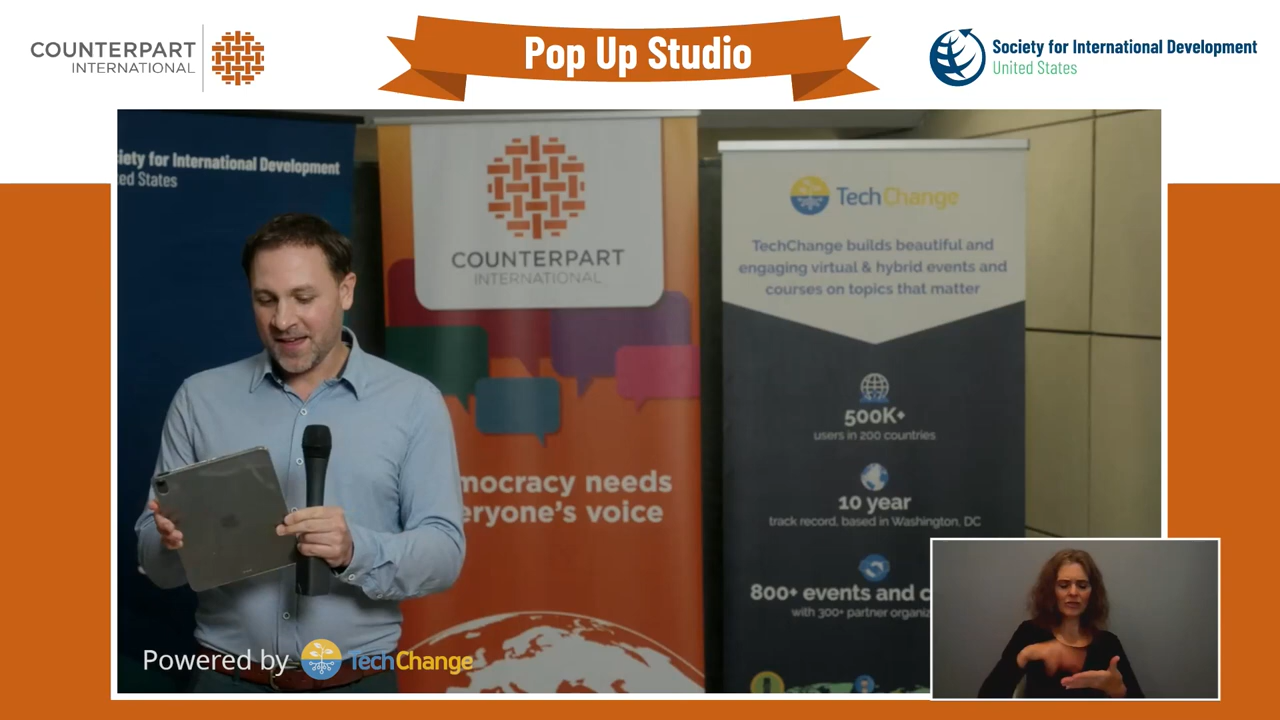 COUNTERPART
INTERNATIONAL
Pop Up Studio
Society for International Development
United States
iety for International Development
ed States
COUNTERPART
INTERNATIONAL
mocracy needs
eryone's voice
TechChange
TechChange builds beautiful and
engaging virtual & hybrid events and
courses on topics that matter
500K+
users in 200 countries
10 year
track record, based in Washington, DC
800+ events and c
with 300+ partner organiz
Powered by TechChange